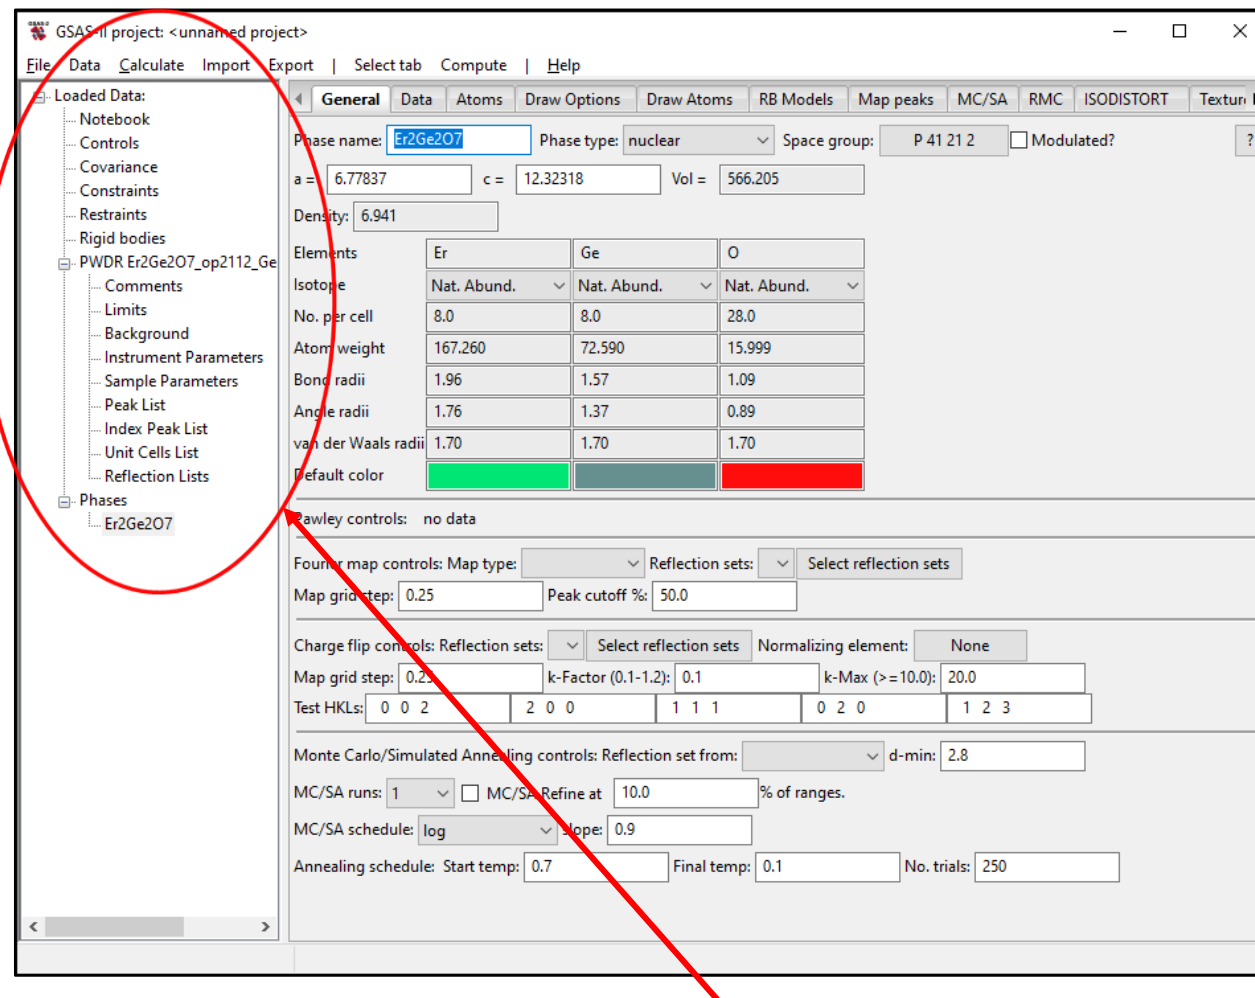 GSAS-II project: <unnamed project>
File Data Calculate Import Export | Select tab Compute | Help
Loaded Data:
Notebook
Controls
Covariance
Constraints
Restraints
Rigid bodies
PWDR Er2Ge2O7_op2112_Ge
Comments
Limits
Background
Instrument Parameters
Sample Parameters
Peak List
Index Peak List
Unit Cells List
Reflection Lists
Phases
Er2Ge2O7
General Data Atoms Draw Options Draw Atoms RB Models Map peaks MC/SA RMC ISODISTORT Texture
Phase name: Er2Ge2O7 Phase type: nuclear Space group: P 41 21 2 Modulated? ?
a = 6.77837 c = 12.32318 Vol = 566.205
Density: 6.941
Elements Er Ge O
Isotope Nat. Abund. Nat. Abund. Nat. Abund.
No. per cell 8.0 8.0 28.0
Atom weight 167.260 72.590 15.999
Bond radii 1.96 1.57 1.09
Angle radii 1.76 1.37 0.89
van der Waals radii 1.70 1.70 1.70
Default color
Pawley controls: no data
Fourier map controls: Map type: Reflection sets: Select reflection sets
Map grid step: 0.25 Peak cutoff %: 50.0
Charge flip controls: Reflection sets: Select reflection sets Normalizing element: None
Map grid step: 0.25 k-Factor (0.1-1.2): 0.1 k-Max (>=10.0): 20.0
Test HKLs: 0 0 2 2 0 0 1 1 1 0 2 0 1 2 3
Monte Carlo/Simulated Annealing controls: Reflection set from: d-min: 2.8
MC/SA runs: 1 MC/SA Refine at 10.0 % of ranges.
MC/SA schedule: log slope: 0.9
Annealing schedule: Start temp: 0.7 Final temp: 0.1 No. trials: 250